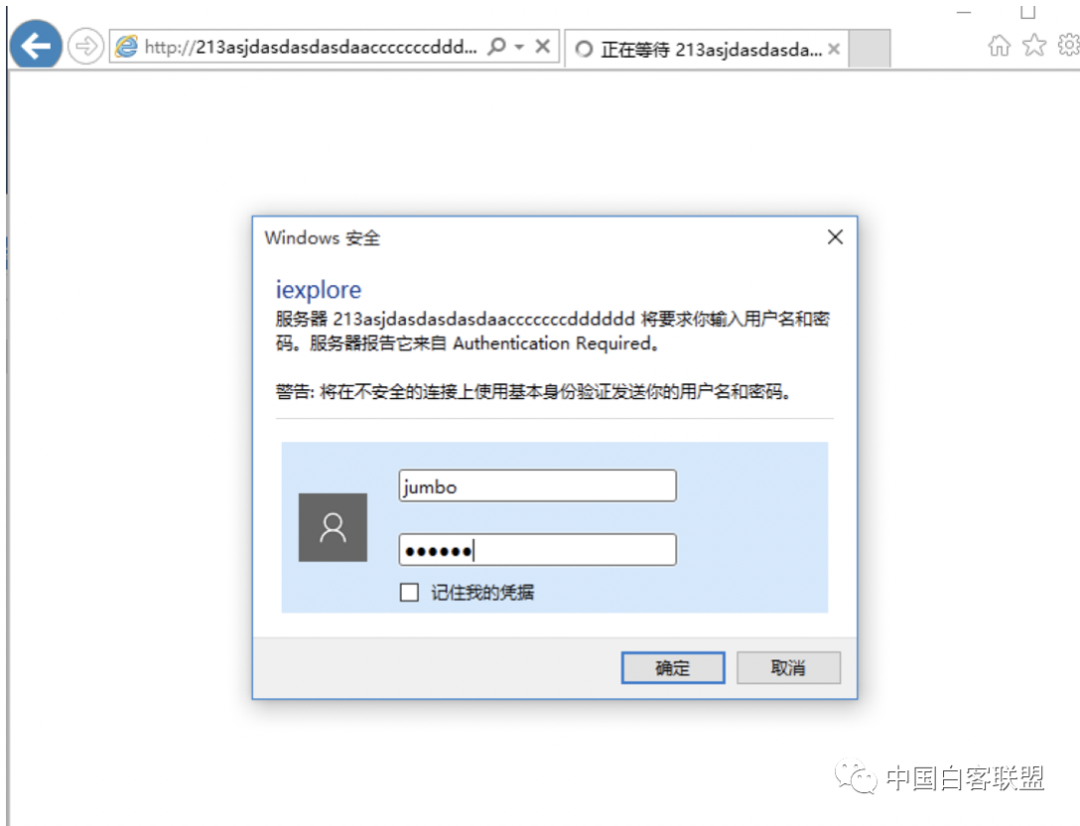 http://213asjdasdasdasdaacccccccddd...
正在等待 213asjdasdasda...
Windows 安全
iexplore
服务器 213asjdasdasdasdaacccccccdddddd 将要求你输入用户名和密
码。服务器报告它来自 Authentication Required。
警告: 将在不安全的连接上使用基本身份验证发送你的用户名和密码。
jumbo
●●●●●●
记住我的凭据
确定
取消
中国白客联盟